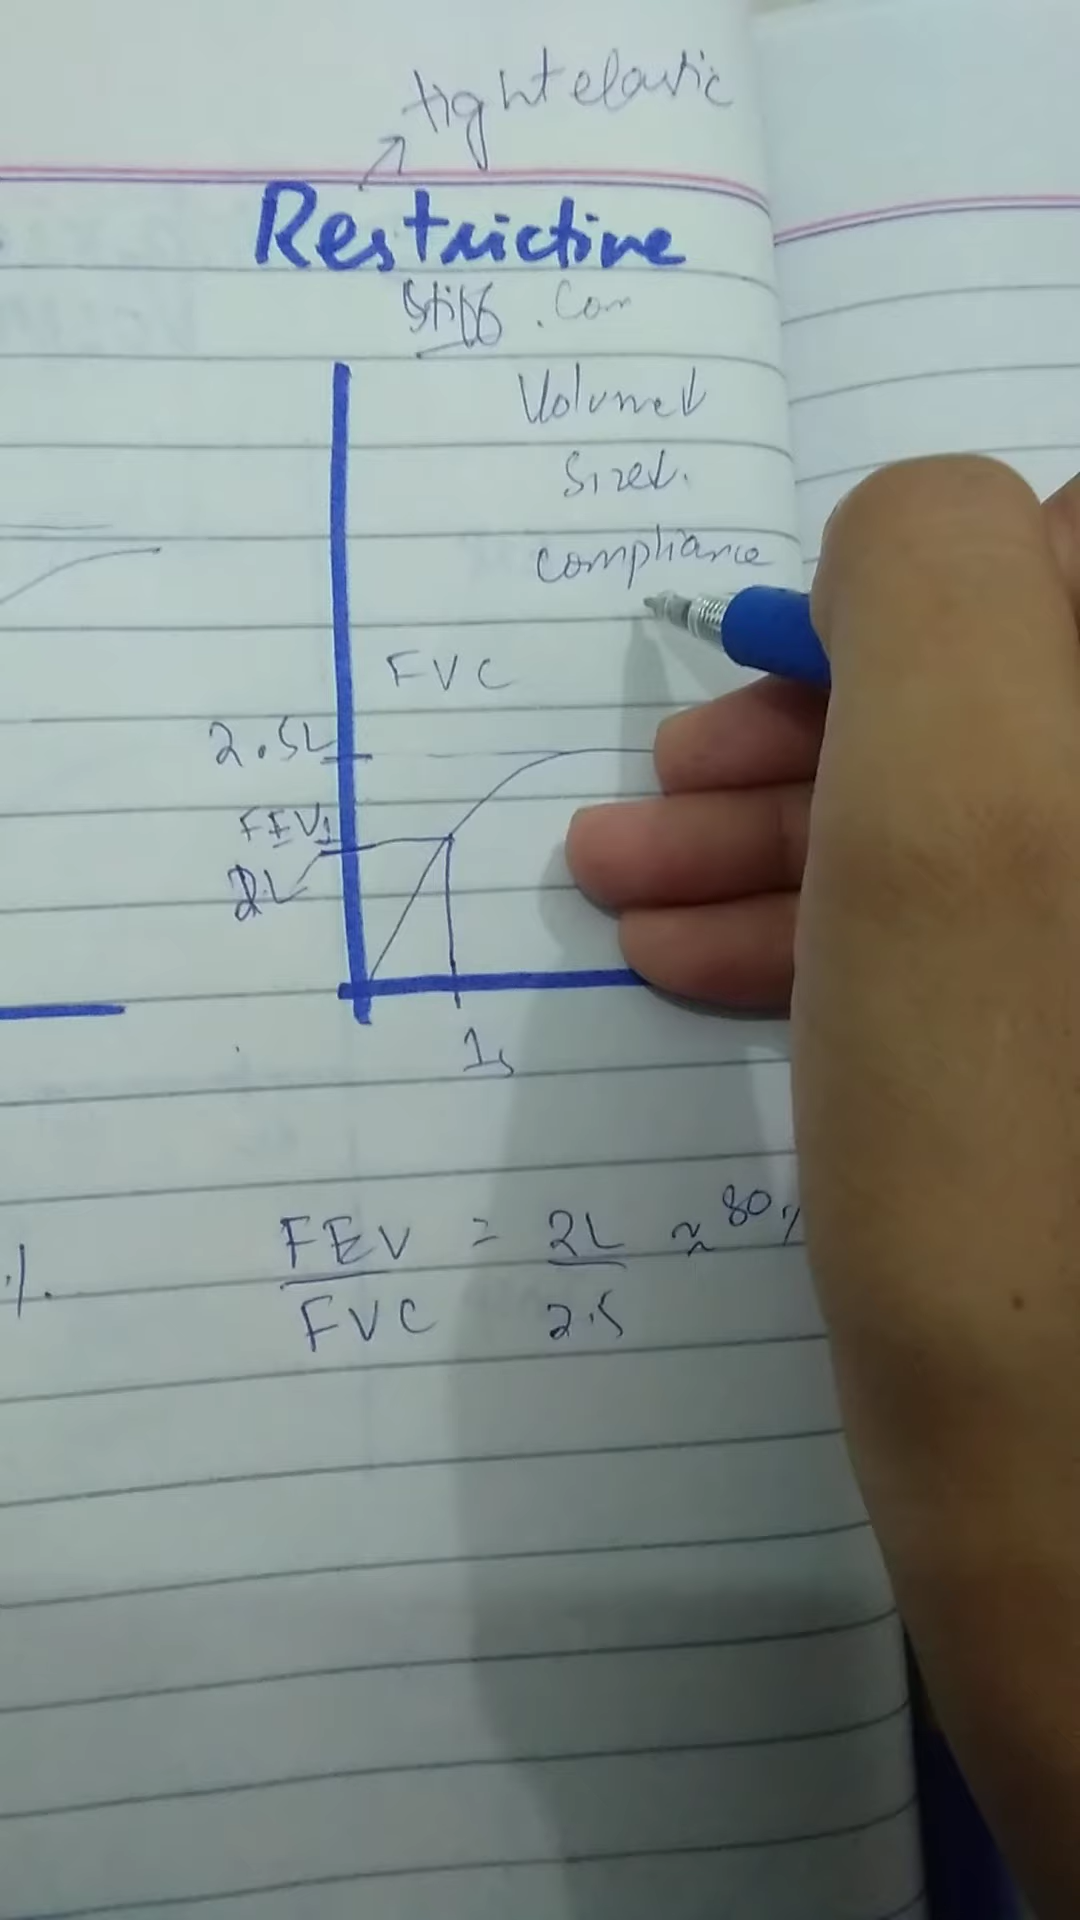 tight elastic
Restrictive
Stiff . Com
Volume↓
Size↓.
Compliance
FVC
2.5L
FEV1
2L
1s
FEV = 2L ≈ 80%
FVC 2.5
%.